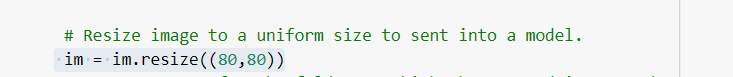 # Resize image to a uniform size to sent into a model.
im = im.resize((80,80))